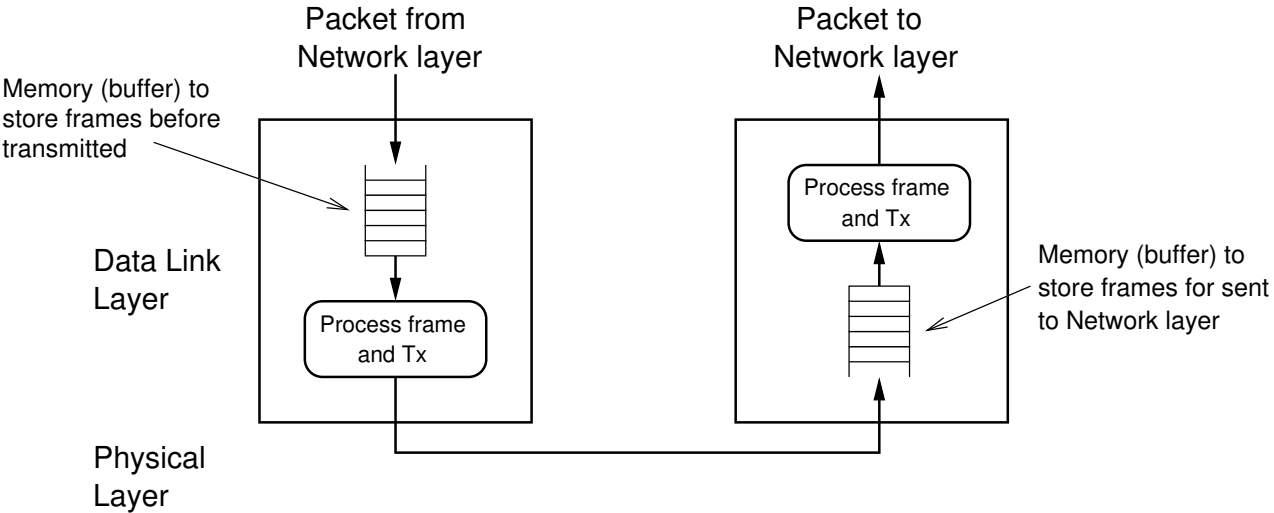 Packet from
Network layer
Packet to
Network layer
Memory (buffer) to
store frames before
transmitted
Process frame
and Tx
Data Link
Layer
Process frame
and Tx
Memory (buffer) to
store frames for sent
to Network layer
Physical
Layer